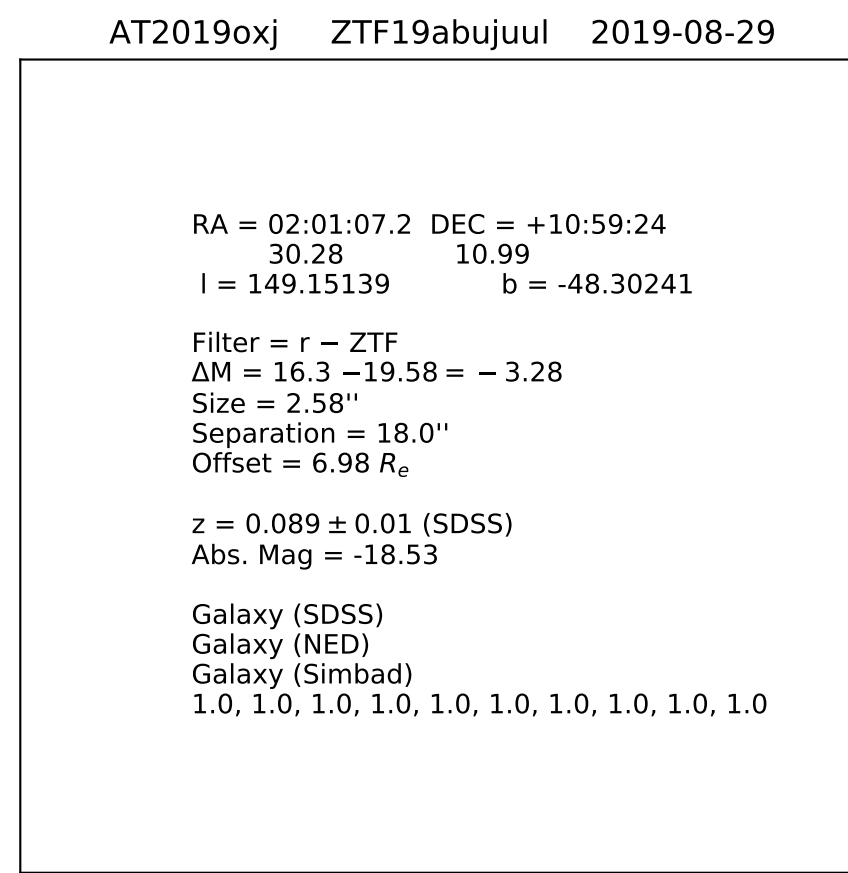 AT2019oxj ZTF19abujuul 2019-08-29
RA = 02:01:07.2 DEC = +10:59:24
30.28 10.99
l = 149.15139 b = -48.30241
Filter = r − ZTF
ΔM = 16.3 −19.58 = − 3.28
Size = 2.58''
Separation = 18.0''
Offset = 6.98 Re
z = 0.089 ± 0.01 (SDSS)
Abs. Mag = -18.53
Galaxy (SDSS)
Galaxy (NED)
Galaxy (Simbad)
1.0, 1.0, 1.0, 1.0, 1.0, 1.0, 1.0, 1.0, 1.0, 1.0